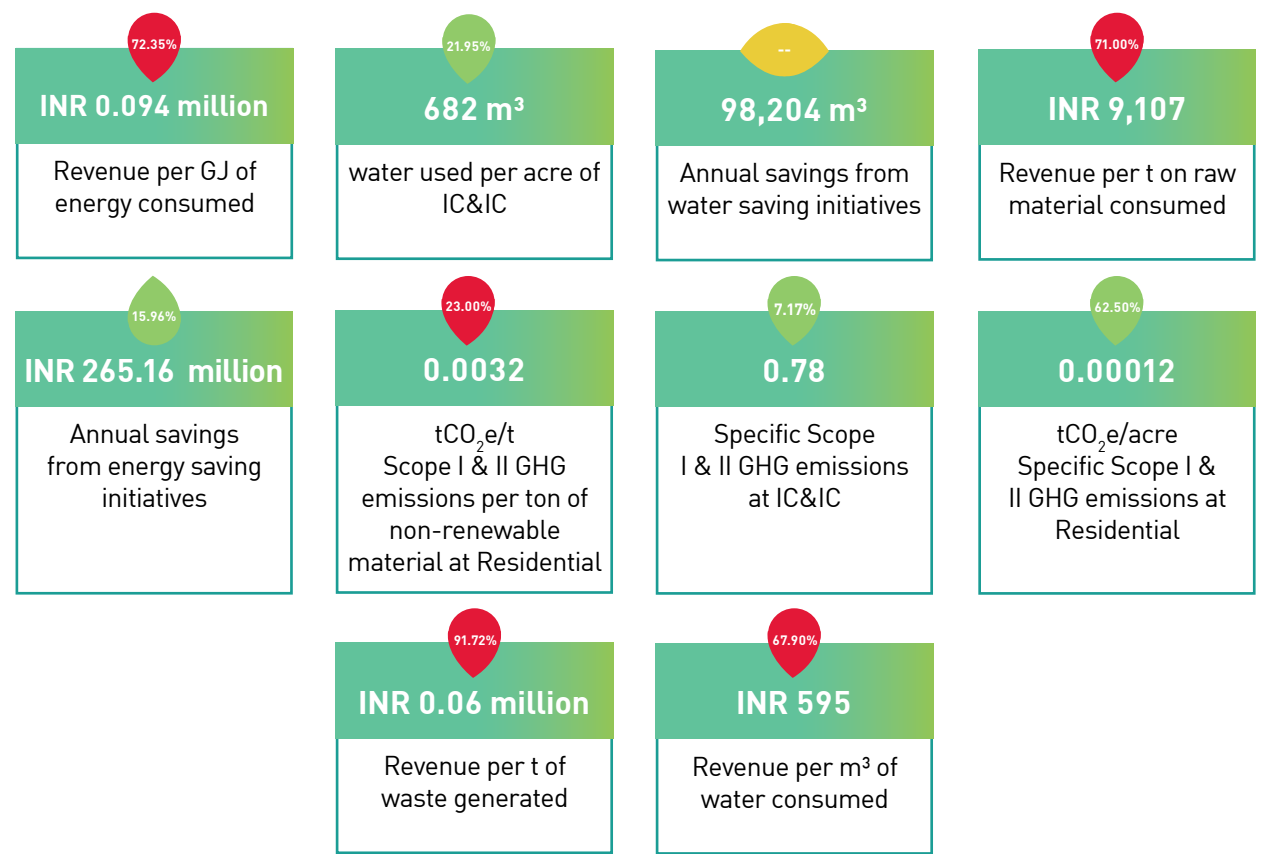 72.35%
INR 0.094 million
Revenue per GJ of
energy consumed
21.95%
682 m³
water used per acre of
IC&IC
--
98,204 m³
Annual savings from
water saving initiatives
71.00%
INR 9,107
Revenue per t on raw
material consumed
15.96%
INR 265.16 million
Annual savings
from energy saving
initiatives
23.00%
0.0032
tCO₂e/t
Scope I & II GHG
emissions per ton of
non-renewable
material at Residential
7.17%
0.78
Specific Scope
I & II GHG emissions
at IC&IC
62.50%
0.00012
tCO₂e/acre
Specific Scope I &
II GHG emissions at
Residential
91.72%
INR 0.06 million
Revenue per t of
waste generated
67.90%
INR 595
Revenue per m³ of
water consumed